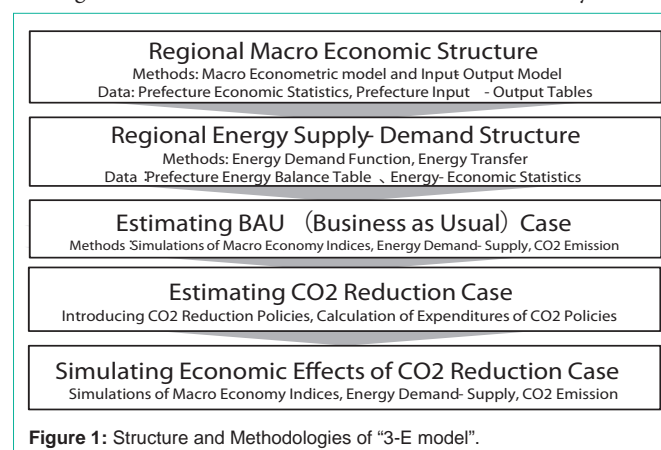 Regional Macro Economic Structure
Methods: Macro Econometric model and Input- Output Model
Data: Prefecture Economic Statistics, Prefecture Input - Output Tables
Regional Energy Supply- Demand Structure
Methods: Energy Demand Function, Energy Transfer
Data :Prefecture Energy Balance Table 、Energy- Economic Statistics
Estimating BAU （Business as Usual） Case
Methods :Simulations of Macro Economy Indices, Energy Demand- Supply, CO2 Emission
Estimating CO2 Reduction Case
Introducing CO2 Reduction Policies, Calculation of Expenditures of CO2 Policies
Simulating Economic Effects of CO2 Reduction Case
Simulations of Macro Economy Indices, Energy Demand- Supply, CO2 Emission
Figure 1: Structure and Methodologies of “3-E model”.